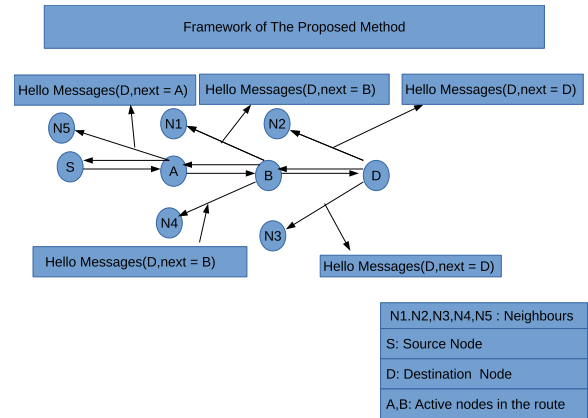 Framework of The Proposed Method
Hello Messages(D,next = A)
Hello Messages(D,next = B)
Hello Messages(D,next = D)
N5
N1
N2
S
A
B
D
N4
N3
Hello Messages(D,next = B)
Hello Messages(D,next = D)
N1.N2,N3,N4,N5 : Neighbours
S: Source Node
D: Destination Node
A,B: Active nodes in the route